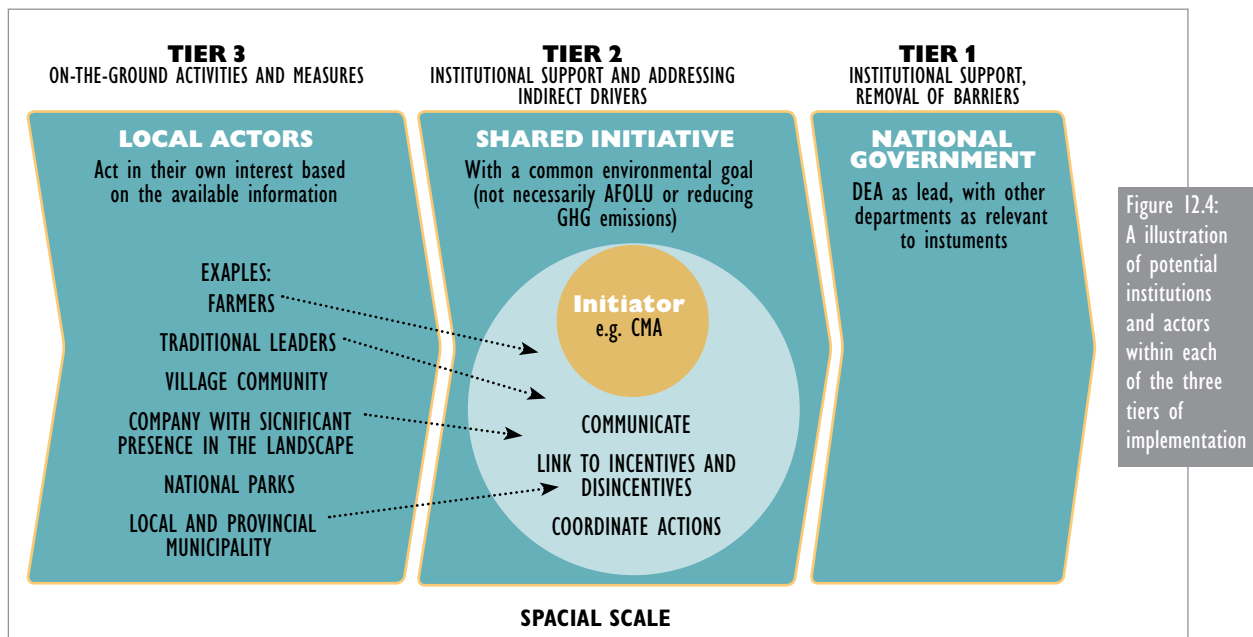 TIER 3
ON-THE-GROUND ACTIVITIES AND MEASURES
LOCAL ACTORS
Act in their own interest based
on the available information
EXAPLES:
FARMERS
TRADITIONAL LEADERS
VILLAGE COMMUNITY
COMPANY WITH SICNIFICANT
PRESENCE IN THE LANDSCAPE
NATIONAL PARKS
LOCAL AND PROVINCIAL
MUNICIPALITY
TIER 2
INSTITUTIONAL SUPPORT AND ADDRESSING
INDIRECT DRIVERS
SHARED INITIATIVE
With a common environmental goal
(not necessarily AFOLU or reducing
GHG emissions)
Initiator
e.g. CMA
COMMUNICATE
LINK TO INCENTIVES AND
DISINCENTIVES
COORDINATE ACTIONS
TIER 1
INSTITUTIONAL SUPPORT,
REMOVAL OF BARRIERS
NATIONAL
GOVERNMENT
DEA as lead, with other
departments as relevant
to instuments
SPACIAL SCALE
Figure 12.4:
A illustration
of potential
institutions
and actors
within each
of the three
tiers of
implementation